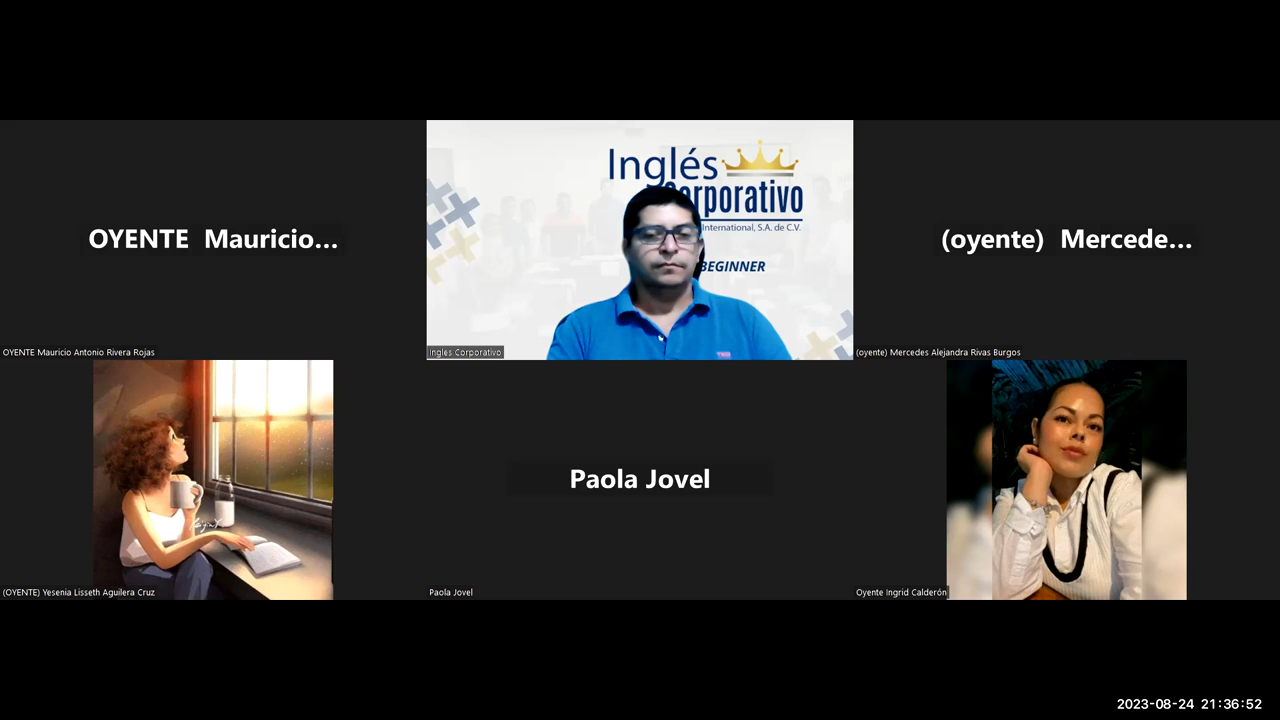 OYENTE Mauricio...
OYENTE Mauricio Antonio Rivera Rojas
Inglés
Corporativo
International, S.A. de C.V.
BEGINNER
Ingles Corporativo
(oyente) Mercede...
(oyente) Mercedes Alejandra Rivas Burgos
(OYENTE) Yesenia Lisseth Aguilera Cruz
Paola Jovel
Paola Jovel
Oyente Ingrid Calderón
2023-08-24 21:36:52